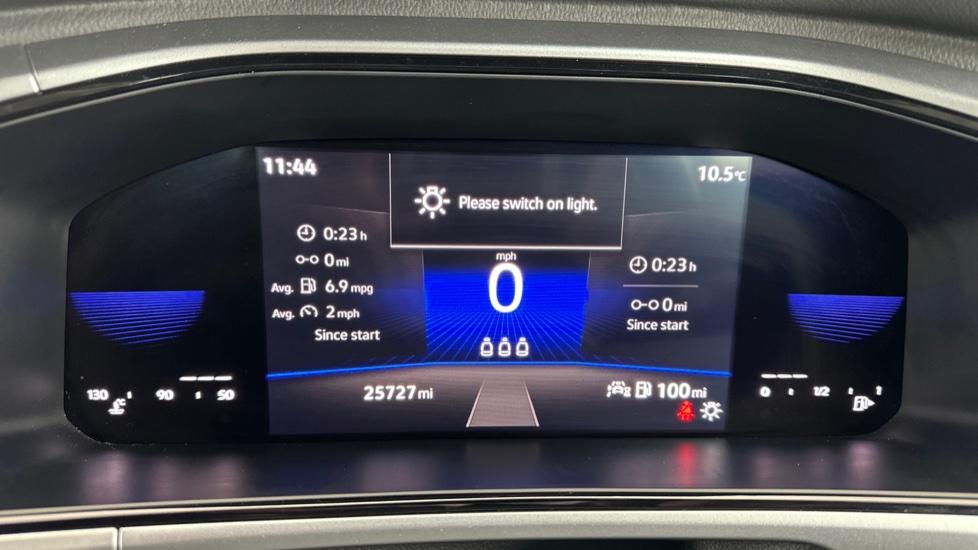 11:44
Please switch on light.
10.5°C
0:23 h
0 mi
Avg. 6.9 mpg
Avg. 2 mph
Since start
mph
0
0:23 h
0 mi
Since start
25727 mi
100 mi
130 90 50
0 1/2